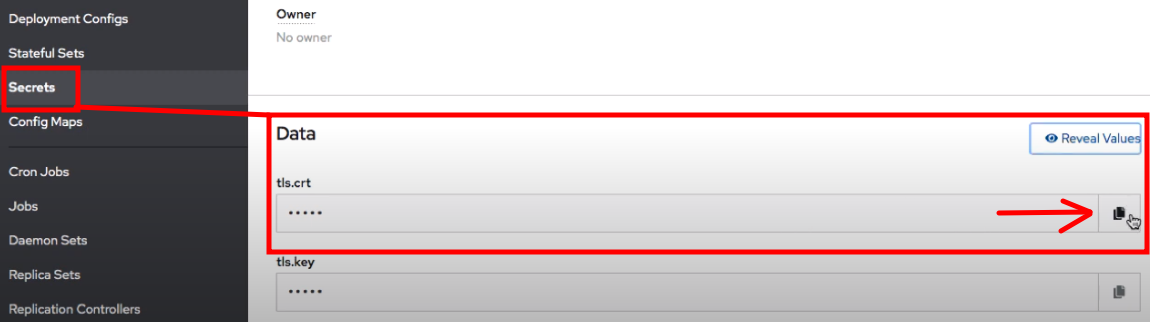 Deployment Configs
Stateful Sets
Secrets
Config Maps
Cron Jobs
Jobs
Daemon Sets
Replica Sets
Replication Controllers
Owner
No owner
Data
Reveal Values
tls.crt
•••••
tls.key
•••••